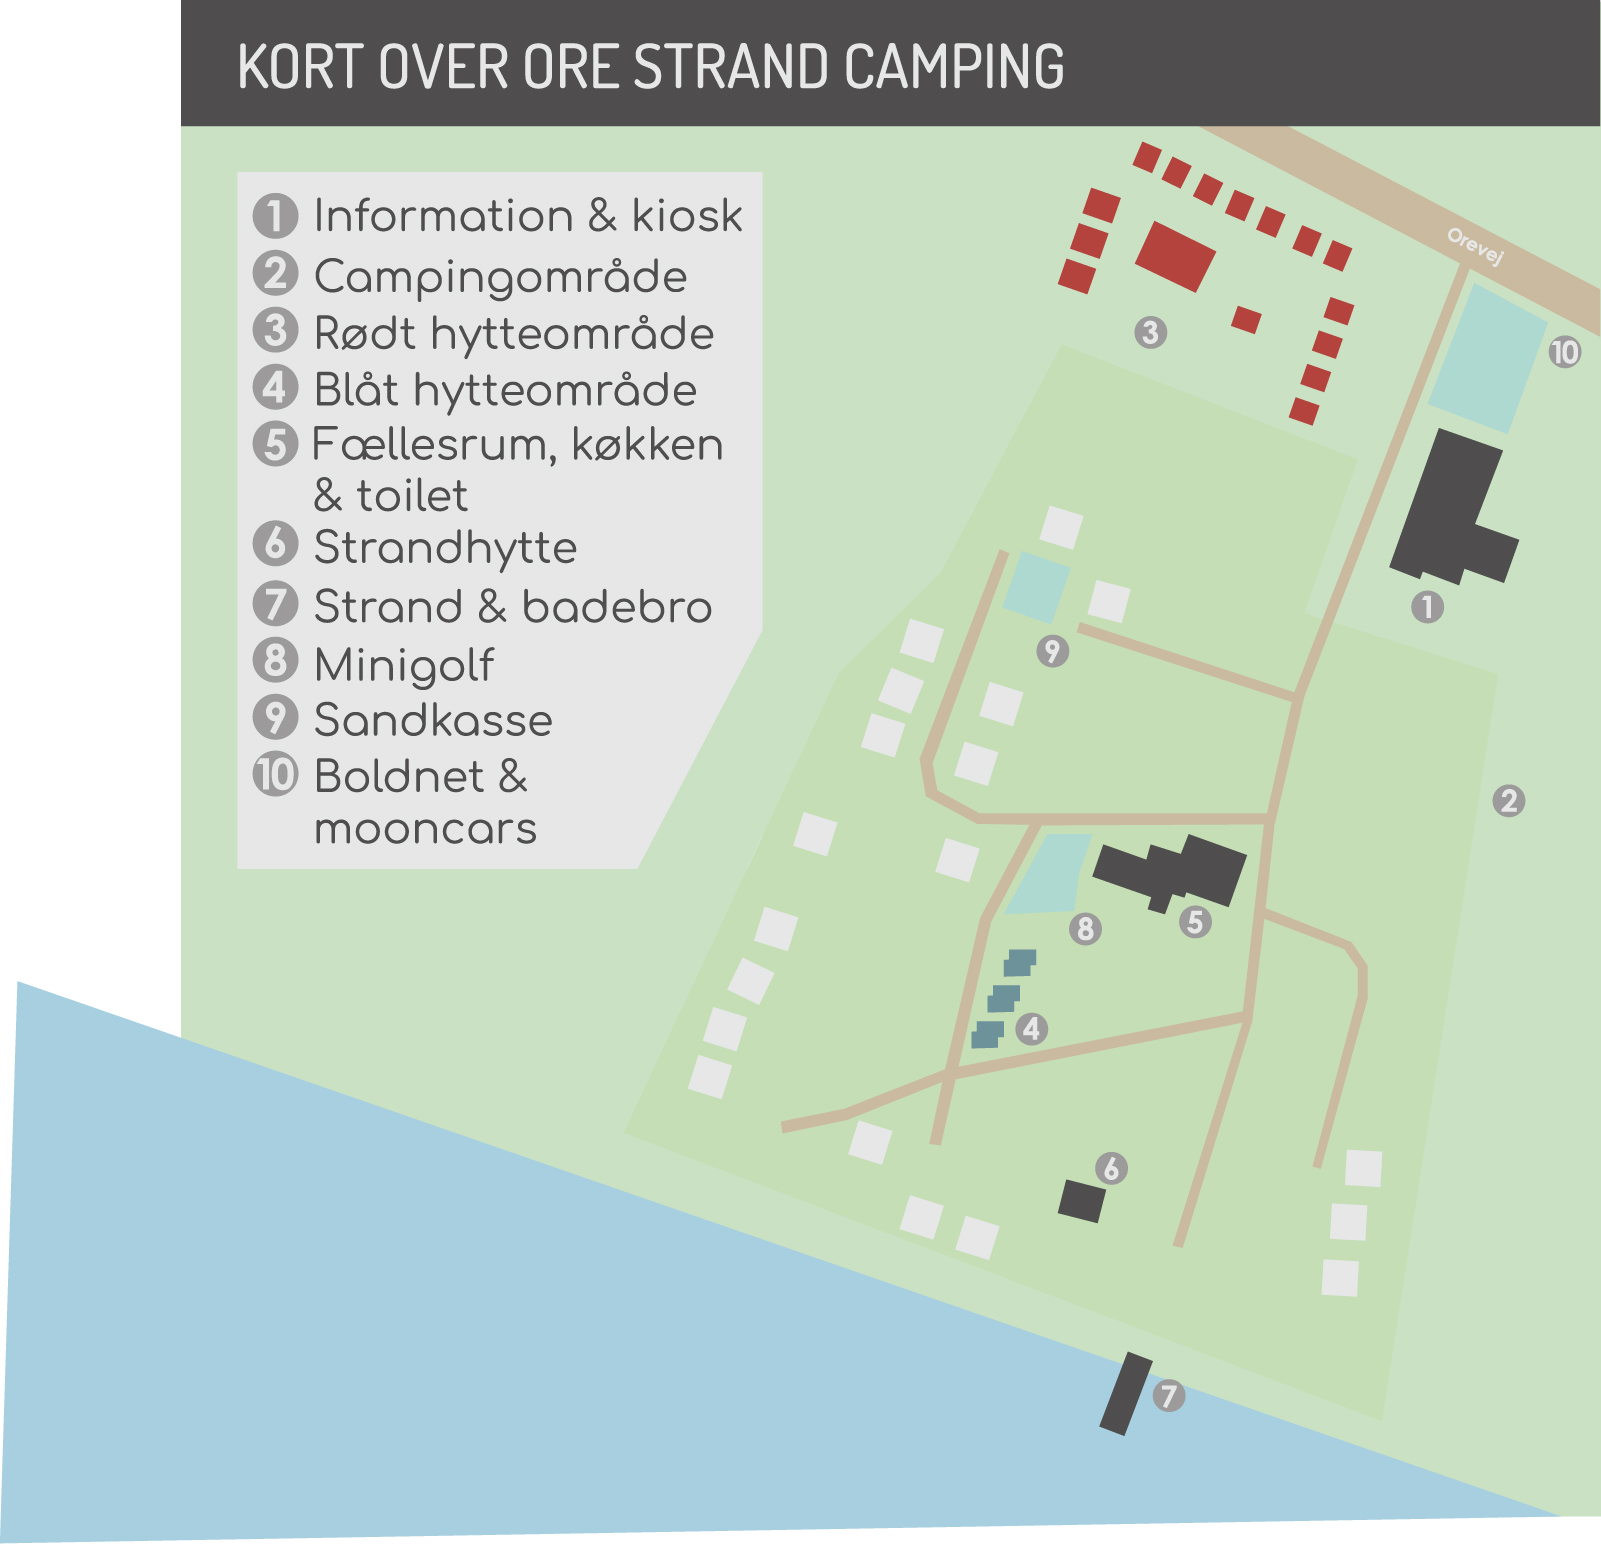 KORT OVER ORE STRAND CAMPING
1 Information & kiosk
2 Campingområde
3 Rødt hytteområde
4 Blåt hytteområde
5 Fællesrum, køkken
& toilet
6 Strandhytte
7 Strand & badebro
8 Minigolf
9 Sandkasse
10 Boldnet &
mooncars
Orevej
3
10
1
9
2
8
5
4
6
7